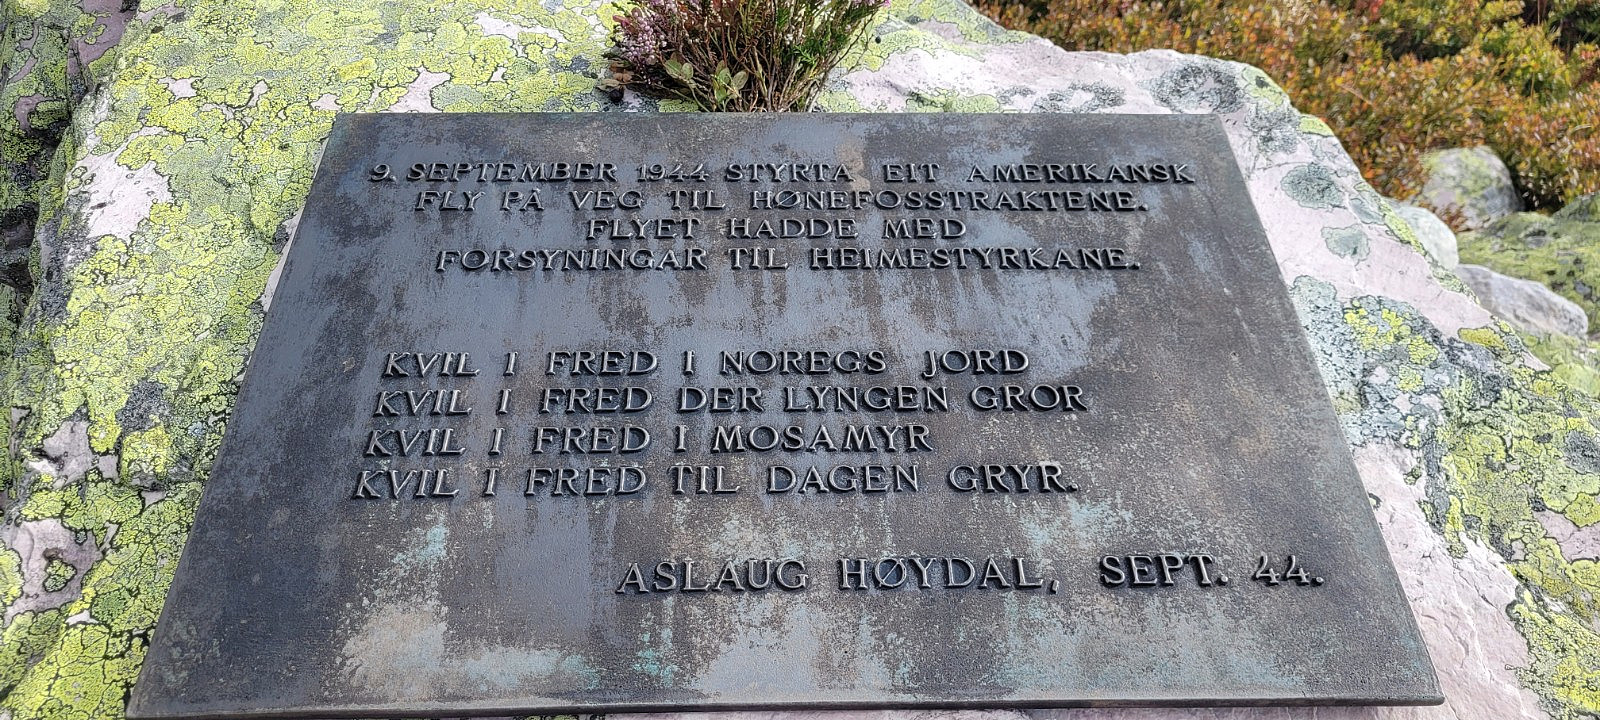 9. SEPTEMBER 1944 STYRTA EIT AMERIKANSK
FLY PÅ VEG TIL HØNEFOSSTRAKTENE.
FLYET HADDE MED
FORSYNINGAR TIL HEIMESTYRKANE.
KVIL I FRED I NOREGS JORD
KVIL I FRED DER LYNGEN GROR
KVIL I FRED I MOSAMYR
KVIL I FRED TIL DAGEN GRYR.
ASLAUG HØYDAL, SEPT. 44.